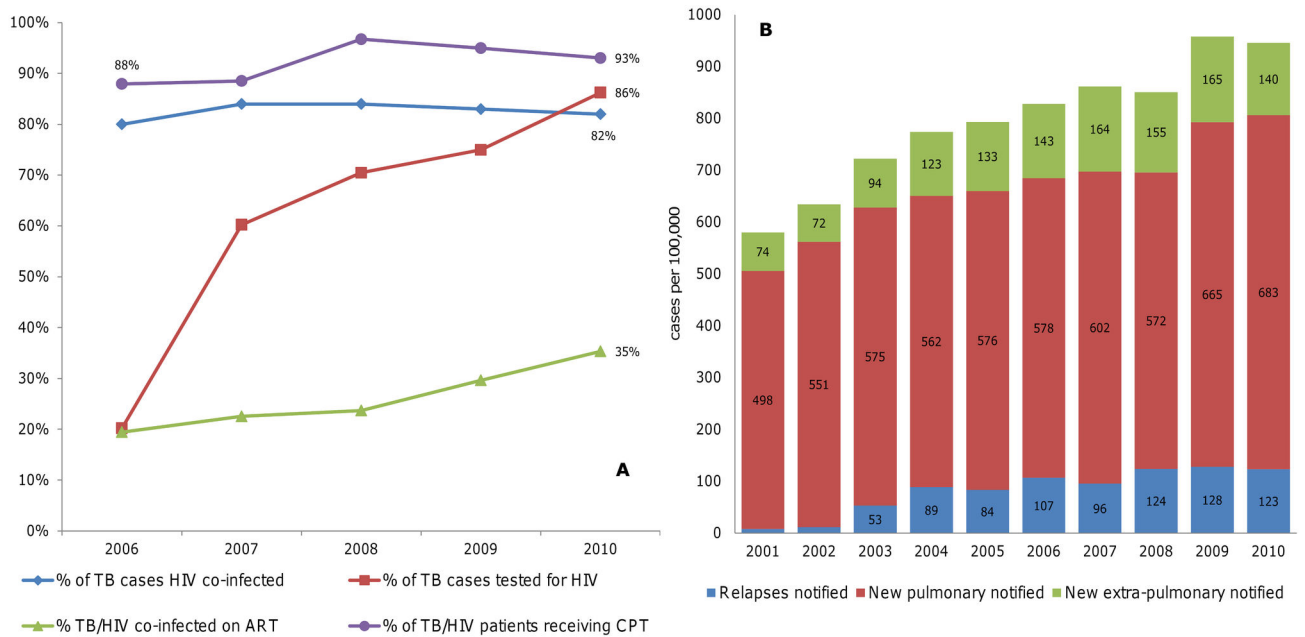 100%
90%
80%
70%
60%
50%
40%
30%
20%
10%
0%
88%
93%
86%
82%
35%
A
2006 2007 2008 2009 2010
% of TB cases HIV co-infected
% of TB cases tested for HIV
% TB/HIV co-infected on ART
% of TB/HIV patients receiving CPT
B
cases per 100,000
1000
900
800
700
600
500
400
300
200
100
0
74 72 94 123 133 143 164 155 165 140
498 551 575 562 576 578 602 572 665 683
53 89 84 107 96 124 128 123
2001 2002 2003 2004 2005 2006 2007 2008 2009 2010
Relapses notified New pulmonary notified New extra-pulmonary notified